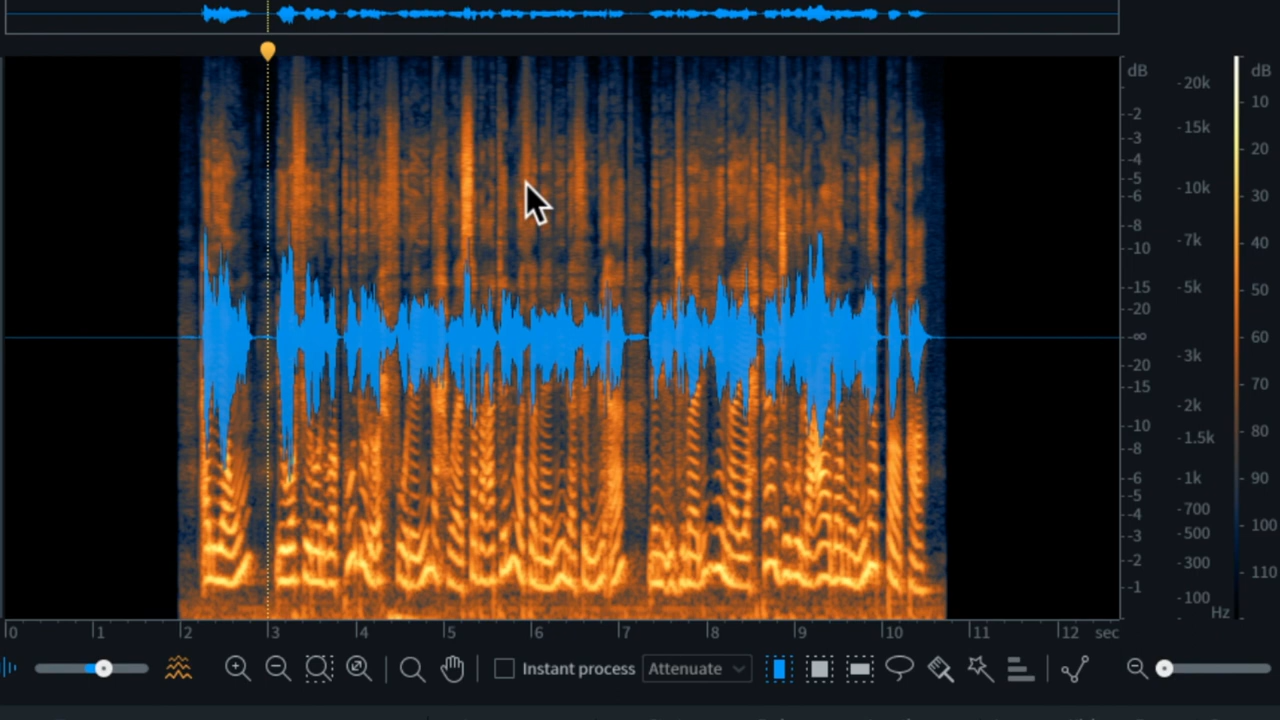 dB
dB
-20k
10
-2
-15k
-3
20
-4
-5
-10k
30
-6
-8
-7k
40
-10
-15
-5k
50
-20
-∞
60
-3k
-20
-15
70
-2k
-10
-1.5k
80
-8
-6
-1k
90
-5
-4
-700
-3
-500
100
-2
-300
110
-1
-100
Hz
0 1 2 3 4 5 6 7 8 9 10 11 12 sec
Instant process Attenuate